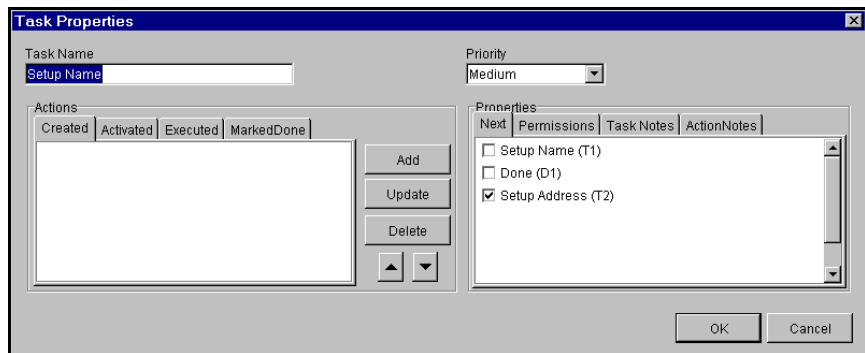 Task Properties
Task Name
Priority
Setup Name
Medium
Actions
Properties
Created Activated Executed MarkedDone
Next Permissions Task Notes ActionNotes
Add
Update
Delete
Setup Name (T1)
Done (D1)
Setup Address (T2)
OK Cancel